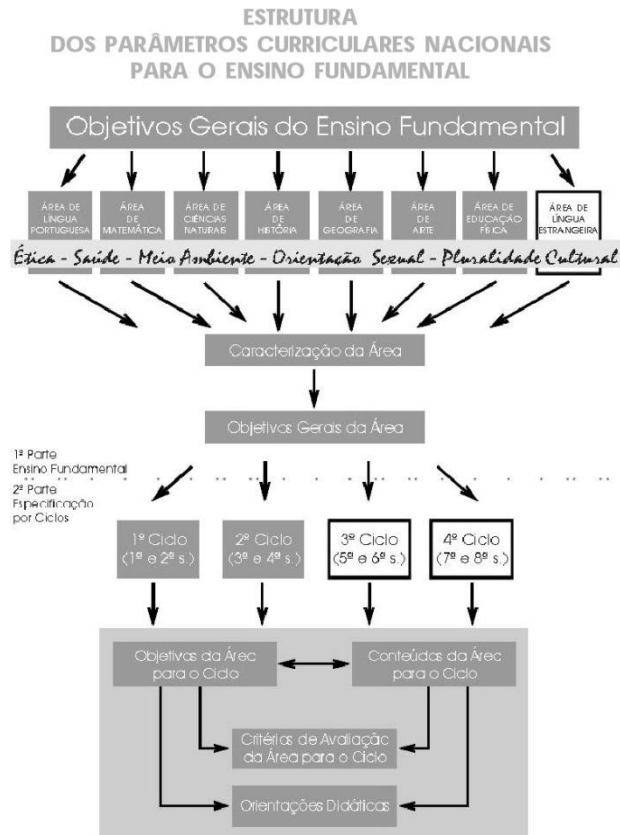 ESTRUTURA
DOS PARÂMETROS CURRICULARES NACIONAIS
PARA O ENSINO FUNDAMENTAL
Objetivos Gerais do Ensino Fundamental
ÁREA DE
LÍNGUA
PORTUGUESA
ÁREA
DE
MATEMÁTICA
ÁREA DE
CIÊNCIAS
NATURAIS
ÁREA
DE
HISTÓRIA
ÁREA
DE
GEOGRAFIA
ÁREA
DE
ARTE
ÁREA DE
EDUCAÇÃO
FÍSICA
ÁREA DE
LÍNGUA
ESTRANGEIRA
Ética - Saúde - Meio Ambiente - Orientação Sexual - Pluralidade Cultural
Caracterização da Área
Objetivos Gerais da Área
1ª Parte
Ensino Fundamental
2ª Parte
Especificação
por Ciclos
1º Ciclo
(1ª e 2ª s.)
2º Ciclo
(3ª e 4ª s.)
3º Ciclo
(5ª e 6ª s.)
4º Ciclo
(7ª e 8ª s.)
Objetivos da Área
para o Ciclo
Conteúdos da Área
para o Ciclo
Critérios de Avaliação
da Área para o Ciclo
Orientações Didáticas